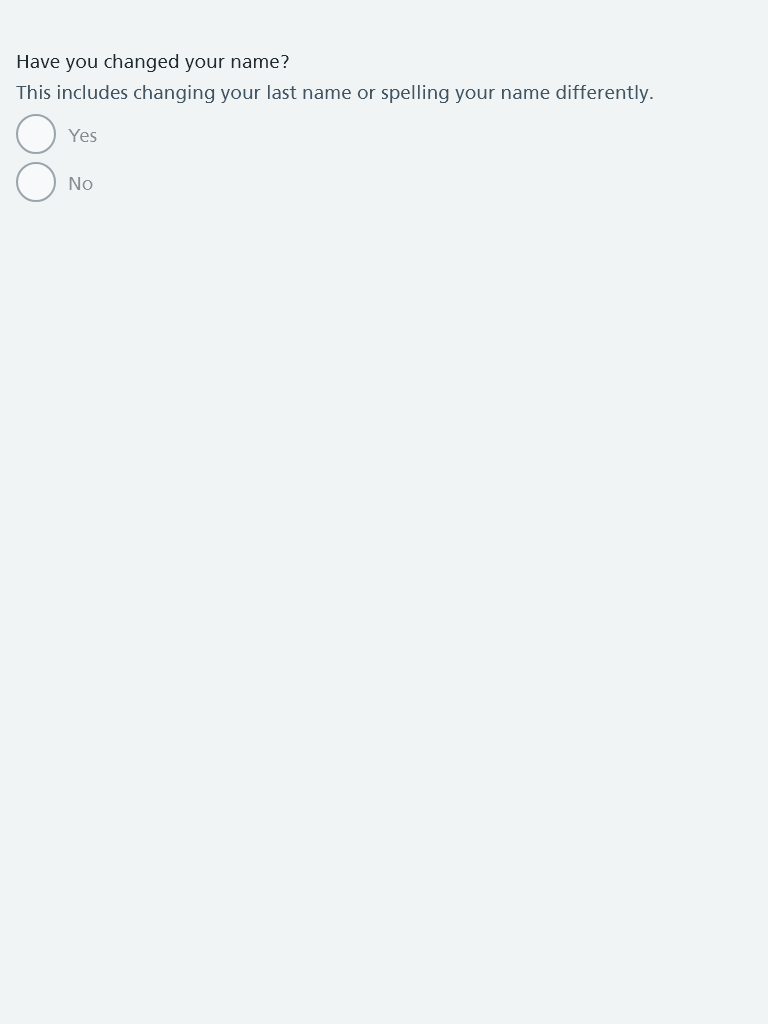 Have you changed your name?
This includes changing your last name or spelling your name differently.
Yes
No